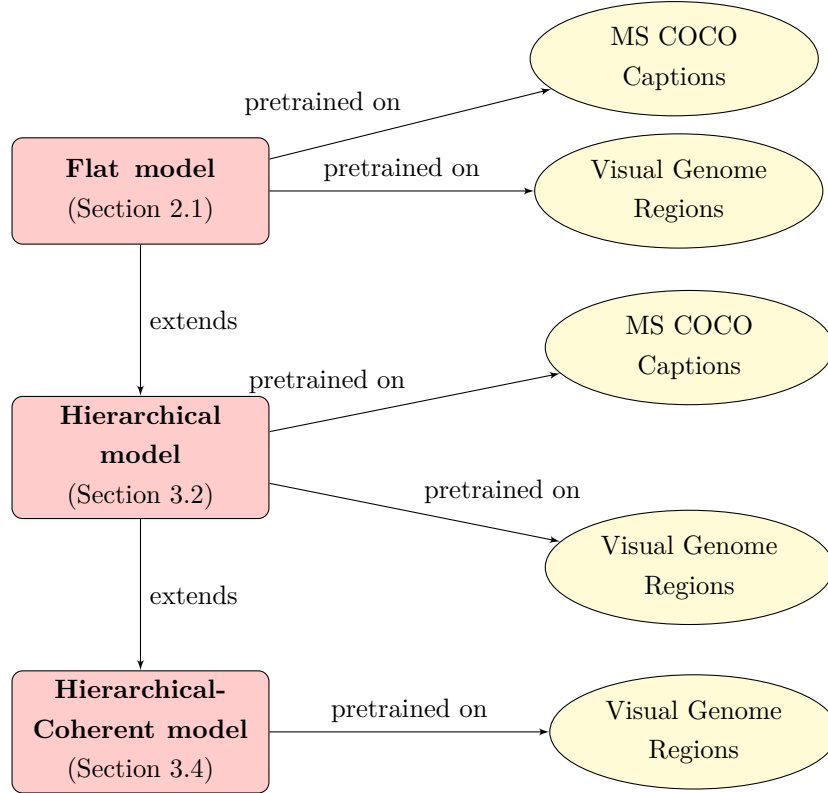 MS COCO
Captions
pretrained on
Flat model
(Section 2.1)
pretrained on
Visual Genome
Regions
extends
MS COCO
Captions
pretrained on
Hierarchical
model
(Section 3.2)
pretrained on
Visual Genome
Regions
extends
Hierarchical-
Coherent model
(Section 3.4)
pretrained on
Visual Genome
Regions